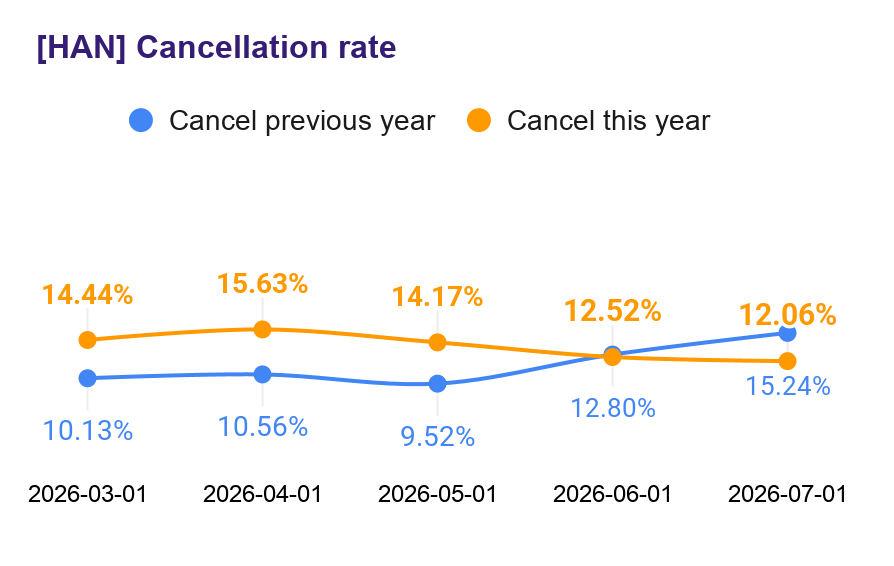 [HAN] Cancellation rate
Cancel previous year Cancel this year
14.44% 15.63% 14.17% 12.52% 12.06%
10.13% 10.56% 9.52% 12.80% 15.24%
2026-03-01 2026-04-01 2026-05-01 2026-06-01 2026-07-01